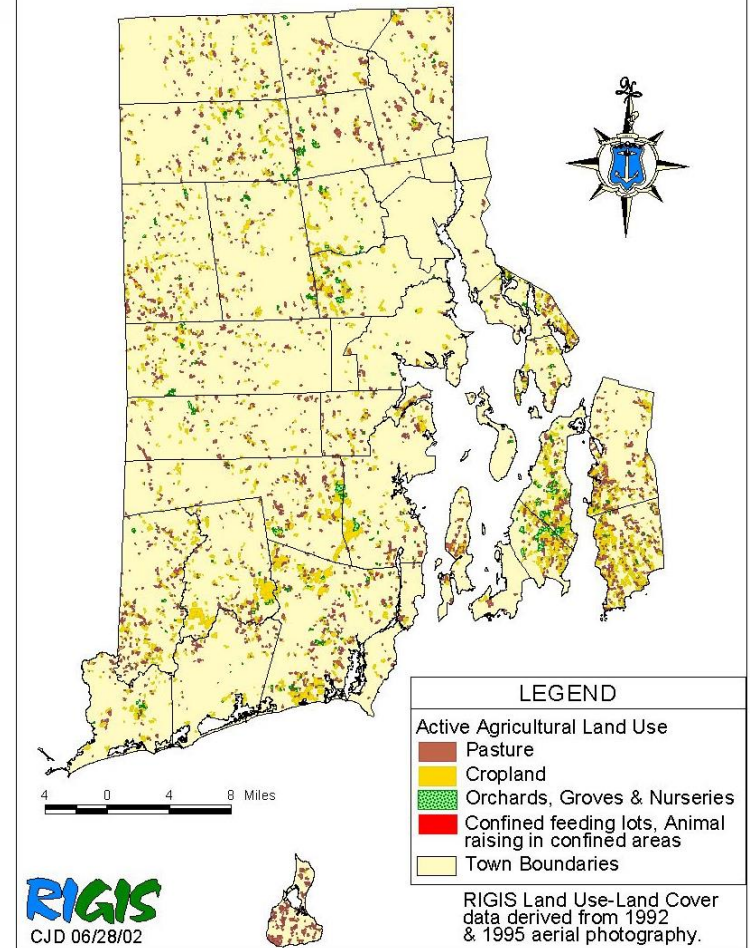 N
4 0 4 8 Miles
LEGEND
Active Agricultural Land Use
Pasture
Cropland
Orchards, Groves & Nurseries
Confined feeding lots, Animal
raising in confined areas
Town Boundaries
RIGIS
CJD 06/28/02
RIGIS Land Use-Land Cover
data derived from 1992
& 1995 aerial photography.